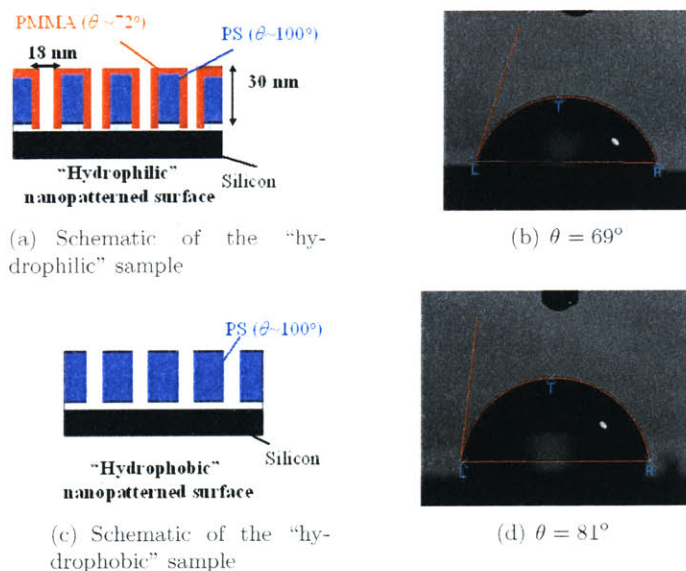 PMMA (θ ~72°)
PS (θ~100°)
18 nm
30 nm
Silicon
"Hydrophilic"
nanopatterned surface
(a) Schematic of the "hy-
drophilic" sample
L
T
R
(b) θ = 69°
PS (θ~100°)
Silicon
"Hydrophobic"
nanopatterned surface
(c) Schematic of the "hy-
drophobic" sample
L
T
R
(d) θ = 81°